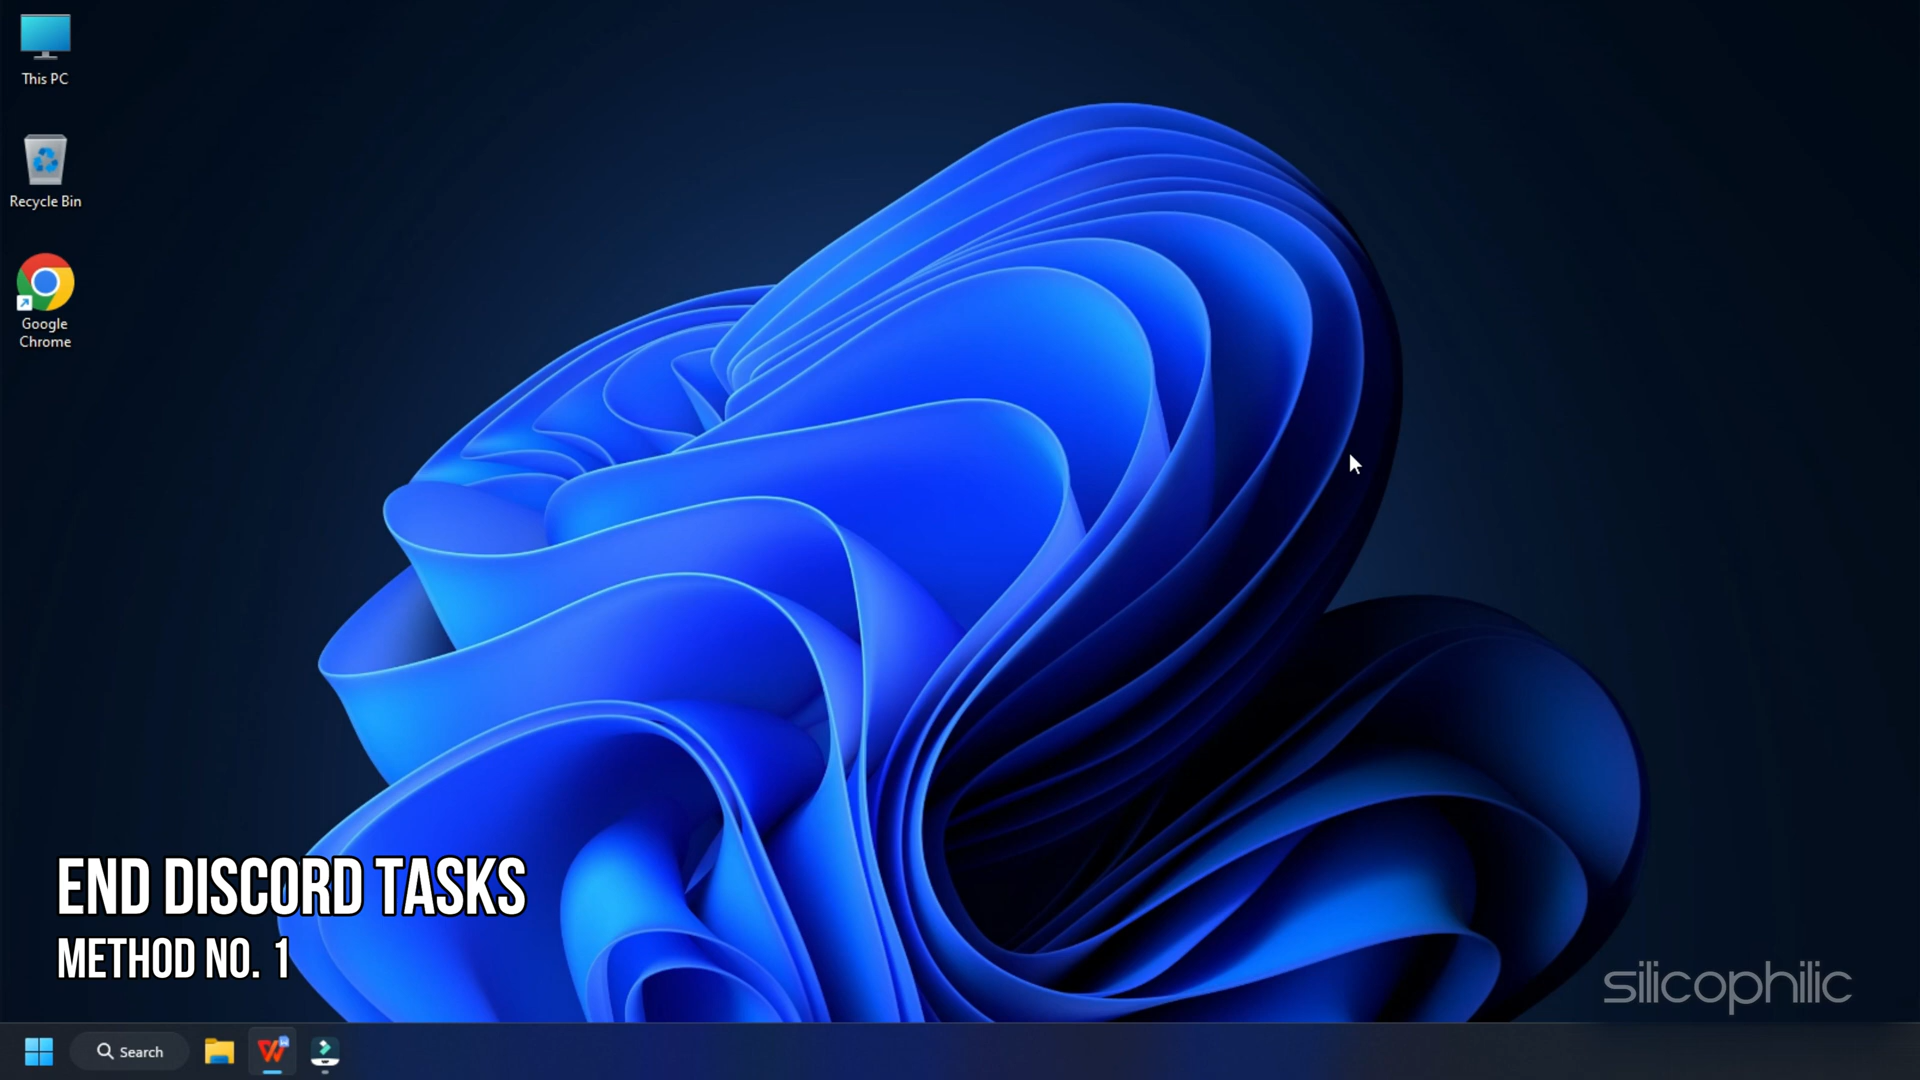 This PC
Recycle Bin
Google
Chrome
END DISCORD TASKS
METHOD NO. 1
silicophilic
Search